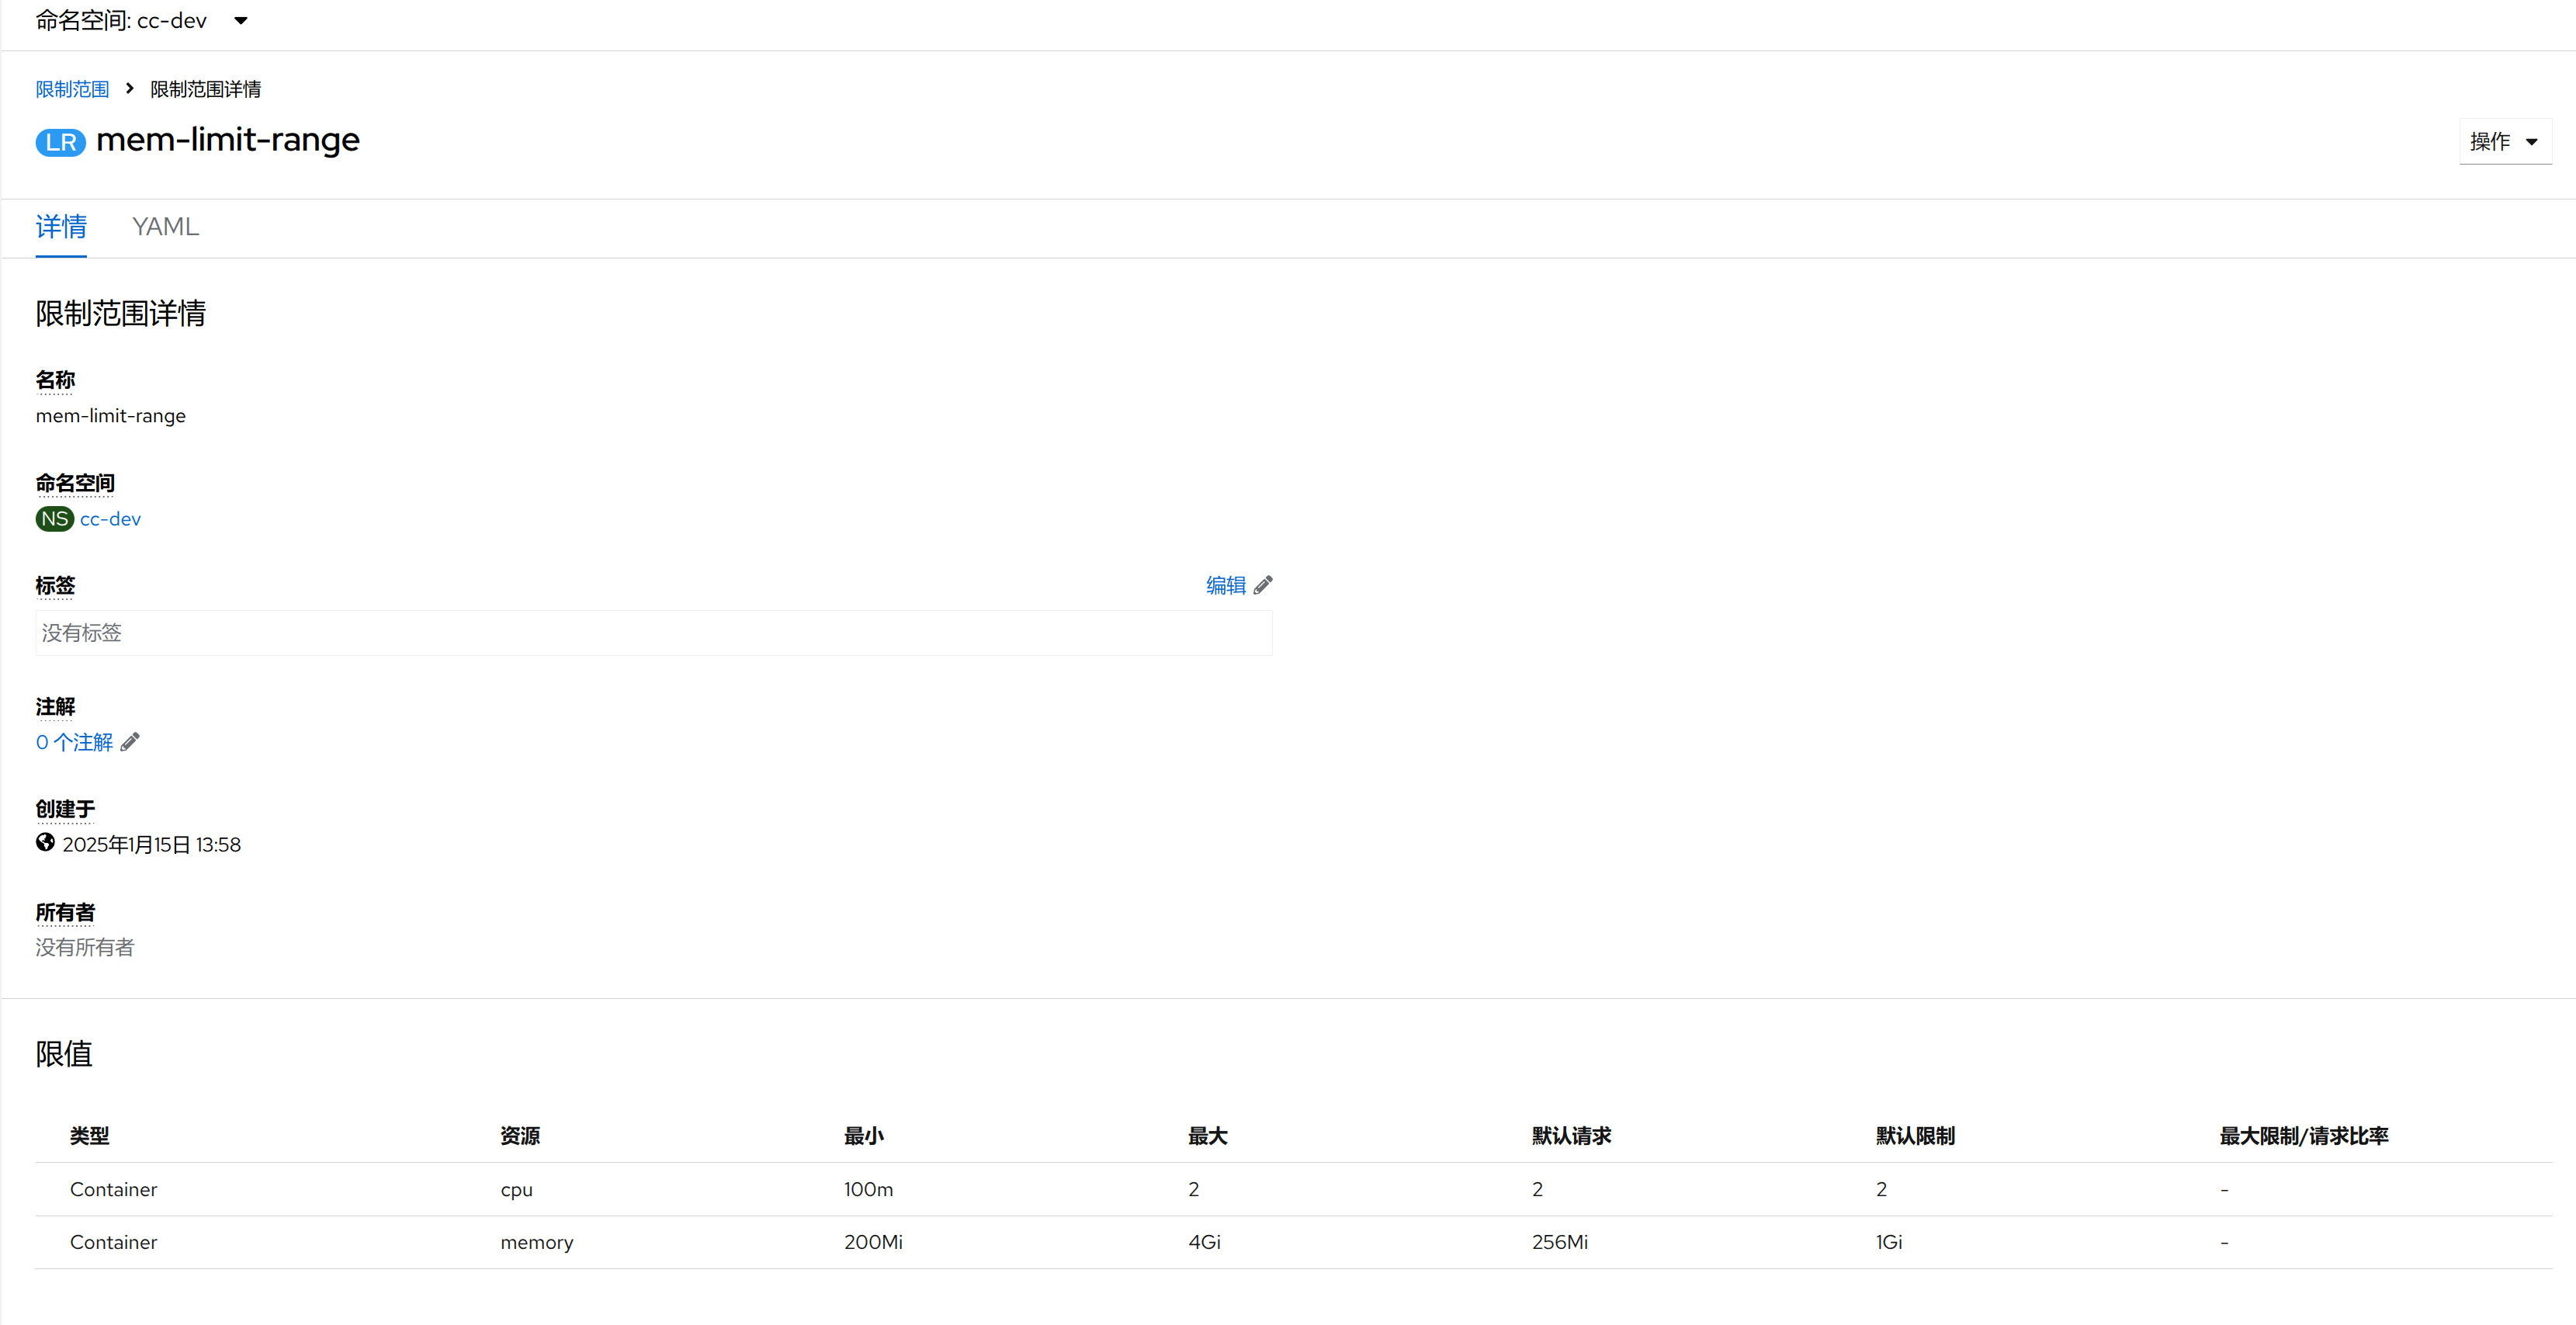 命名空间: cc-dev
限制范围 限制范围详情
LR mem-limit-range
操作
详情 YAML
限制范围详情
名称
mem-limit-range
命名空间
NS cc-dev
标签 编辑
没有标签
注解
0 个注解
创建于
2025年1月15日 13:58
所有者
没有所有者
限值
类型 资源 最小 最大 默认请求 默认限制 最大限制/请求比率
Container cpu 100m 2 2 2 -
Container memory 200Mi 4Gi 256Mi 1Gi -